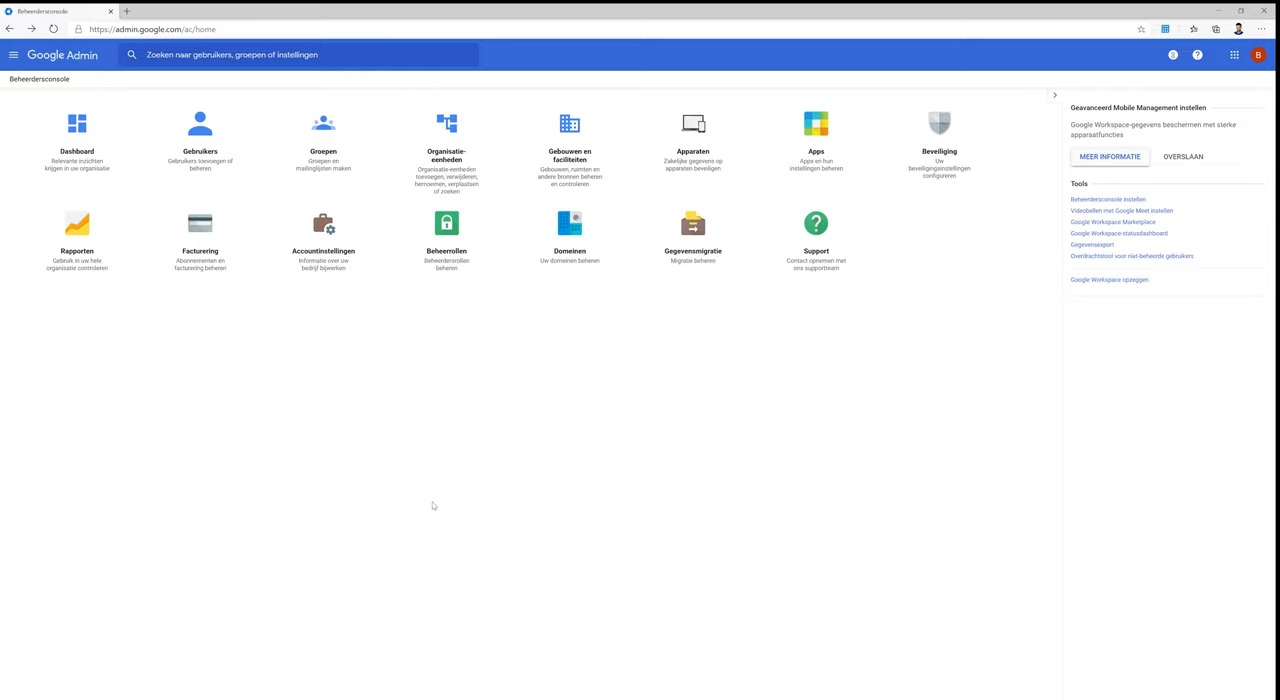 Beheerdersconsole
https://admin.google.com/ac/home
Google Admin
Zoeken naar gebruikers, groepen of instellingen
B
Beheerdersconsole
Dashboard
Relevante inzichten
krijgen in uw organisatie
Gebruikers
Gebruikers toevoegen of
beheren
Groepen
Groepen en
mailinglijsten maken
Organisatie-
eenheden
Organisatie-eenheden
toevoegen, verwijderen,
hernoemen, verplaatsen
of zoeken
Gebouwen en
faciliteiten
Gebouwen, ruimten en
andere bronnen beheren
en controleren
Apparaten
Zakelijke gegevens op
apparaten beveiligen
Apps
Apps en hun
instellingen beheren
Beveiliging
Uw
beveiligingsinstellingen
configureren
Rapporten
Gebruik in uw hele
organisatie controleren
Facturering
Abonnementen en
facturering beheren
Accountinstellingen
Informatie over uw
bedrijf bijwerken
Beheerrollen
Beheerdersrollen
beheren
Domeinen
Uw domeinen beheren
Gegevensmigratie
Migratie beheren
Support
Contact opnemen met
ons supportteam
Geavanceerd Mobile Management instellen
Google Workspace-gegevens beschermen met sterke
apparaatfuncties
MEER INFORMATIE OVERSLAAN
Tools
Beheerdersconsole instellen
Videobellen met Google Meet instellen
Google Workspace Marketplace
Google Workspace-statusdashboard
Gegevensexport
Overdrachtstool voor niet-beheerde gebruikers
Google Workspace opzeggen